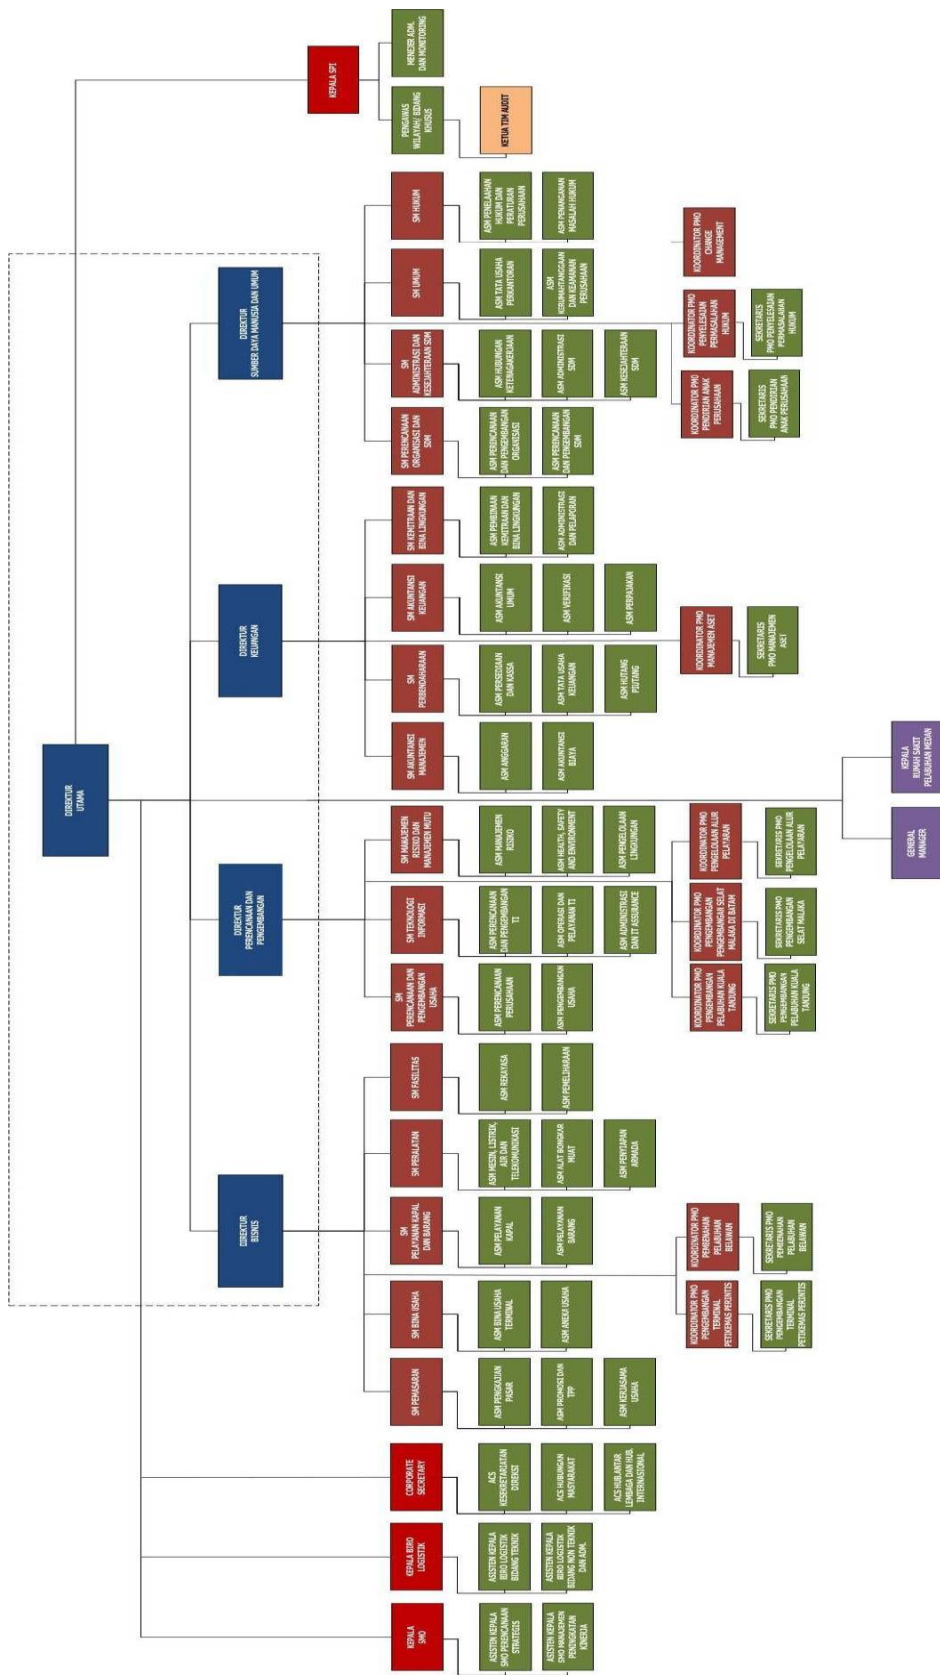 DIREKTUR
UTAMA
DIREKTUR
BISNIS
DIREKTUR
PERENCANAAN DAN
PENGEMBANGAN
DIREKTUR
KEUANGAN
DIREKTUR
SUMBER DAYA MANUSIA DAN UMUM
KEPALA
SMO
ASISTEN KEPALA
SMO PERENCANAAN
STRATEGIS
ASISTEN KEPALA
SMO MANAJEMEN
PENINGKATAN
KINERJA
KEPALA BIRO
LOGISTIK
ASISTEN KEPALA
BIRO LOGISTIK
BIDANG TEKNIK
ASISTEN KEPALA
BIRO LOGISTIK
BIDANG NON TEKNIK
DAN ADM.
CORPORATE
SECRETARY
ACS
KESEKRETARIATAN
DIREKSI
ACS HUBUNGAN
MASYARAKAT
ACS HUB.ANTAR
LEMBAGA DAN HUB.
INTERNASIONAL
SM PEMASARAN
ASM PENGKAJIAN
PASAR
ASM PROMOSI DAN
TPP
ASM KERJASAMA
USAHA
SM BINA USAHA
ASM BINA USAHA
TERMINAL
ASM ANEKA USAHA
SM
PELAYANAN KAPAL
DAN BARANG
ASM PELAYANAN
KAPAL
ASM PELAYANAN
BARANG
SM PERALATAN
ASM MESIN, LISTRIK,
AIR DAN
TELEKOMUNIKASI
ASM ALAT BONGKAR
MUAT
ASM PENYIAPAN
ARMADA
SM FASILITAS
ASM REKAYASA
ASM PEMELIHARAAN
KOORDINATOR PMO
PENGEMBANGAN
TERMINAL
PETIKEMAS PERINTIS
SEKRETARIS PMO
PENGEMBANGAN
TERMINAL
PETIKEMAS PERINTIS
KOORDINATOR PMO
PEMBENAHAN
PELABUHAN
BELAWAN
SEKRETARIS PMO
PEMBENAHAN
PELABUHAN
BELAWAN
SM
PERENCANAAN DAN
PENGEMBANGAN
USAHA
ASM PERENCANAAN
PERUSAHAAN
ASM PENGEMBANGAN
USAHA
SM TEKNOLOGI
INFORMASI
ASM PERENCANAAN
DAN PENGEMBANGAN
TI
ASM OPERASI DAN
PELAYANAN TI
ASM ADMINISTRASI
DAN IT ASSURANCE
SM MANAJEMEN
RISIKO DAN
MANAJEMEN MUTU
ASM MANAJEMEN
RISIKO
ASM HEALTH, SAFETY
AND ENVIRONMENT
ASM PENGELOLAAN
LINGKUNGAN
KOORDINATOR PMO
PENGEMBANGAN
PELABUHAN KUALA
TANJUNG
SEKRETARIS PMO
PENGEMBANGAN
PELABUHAN KUALA
TANJUNG
KOORDINATOR PMO
PENGEMBANGAN
PENGEMBANGAN SELAT
MALAKA DI BATAM
SEKRETARIS PMO
PENGEMBANGAN
SELAT MALAKA
KOORDINATOR PMO
PENGELOLAAN ALUR
PELAYARAN
SEKRETARIS PMO
PENGELOLAAN ALUR
PELAYARAN
GENERAL
MANAGER
KEPALA
RUMAH SAKIT
PELABUHAN MEDAN
SM AKUNTANSI
MANAJEMEN
ASM ANGGARAN
ASM AKUNTANSI
BIAYA
SM
PERBENDAHARAAN
ASM PERSEDIAAN
DAN KASSA
ASM TATA USAHA
KEUANGAN
ASM HUTANG
PIUTANG
SM AKUNTANSI
KEUANGAN
ASM AKUNTANSI
UMUM
ASM VERIFIKASI
ASM PERPAJAKAN
SM KEMITRAAN DAN
BINA LINGKUNGAN
ASM PEMBINAAN
KEMITRAAN DAN
BINA LINGKUNGAN
ASM ADMINISTRASI
DAN PELAPORAN
KOORDINATOR PMO
MANAJEMEN ASET
SEKRETARIS
PMO MANAJEMEN
ASET
SM PERENCANAAN
ORGANISASI DAN
SDM
ASM PERENCANAAN
DAN PENGEMBANGAN
ORGANISASI
ASM PERENCANAAN
DAN PENGEMBANGAN
SDM
SM
ADMINISTRASI DAN
KESEJAHTERAAN SDM
ASM HUBUNGAN
KETENAGAKERJAAN
ASM ADMINISTRASI
SDM
ASM KESEJAHTERAAN
SDM
SM UMUM
ASM TATA USAHA
PERKANTORAN
ASM
KERUMAHTANGGAAN
DAN KEAMANAN
PERUSAHAAN
SM HUKUM
ASM PENELAAHAN
HUKUM DAN
PERATURAN
PERUSAHAAN
ASM PENANGANAN
MASALAH HUKUM
KOORDINATOR PMO
PENDIRIAN ANAK
PERUSAHAAN
SEKRETARIS
PMO PENDIRIAN
ANAK PERUSAHAAN
KOORDINATOR PMO
PENYELESAIAN
PERMASALAHAN
HUKUM
SEKRETARIS
PMO PENYELESAIAN
PERMASALAHAN
HUKUM
KOORDINATOR PMO
CHANGE
MANAGEMENT
KEPALA SPI
PENGAWAS
WILAYAH/ BIDANG
KHUSUS
MENEJER ADM.
DAN MONITORING
KETUA TIM AUDIT